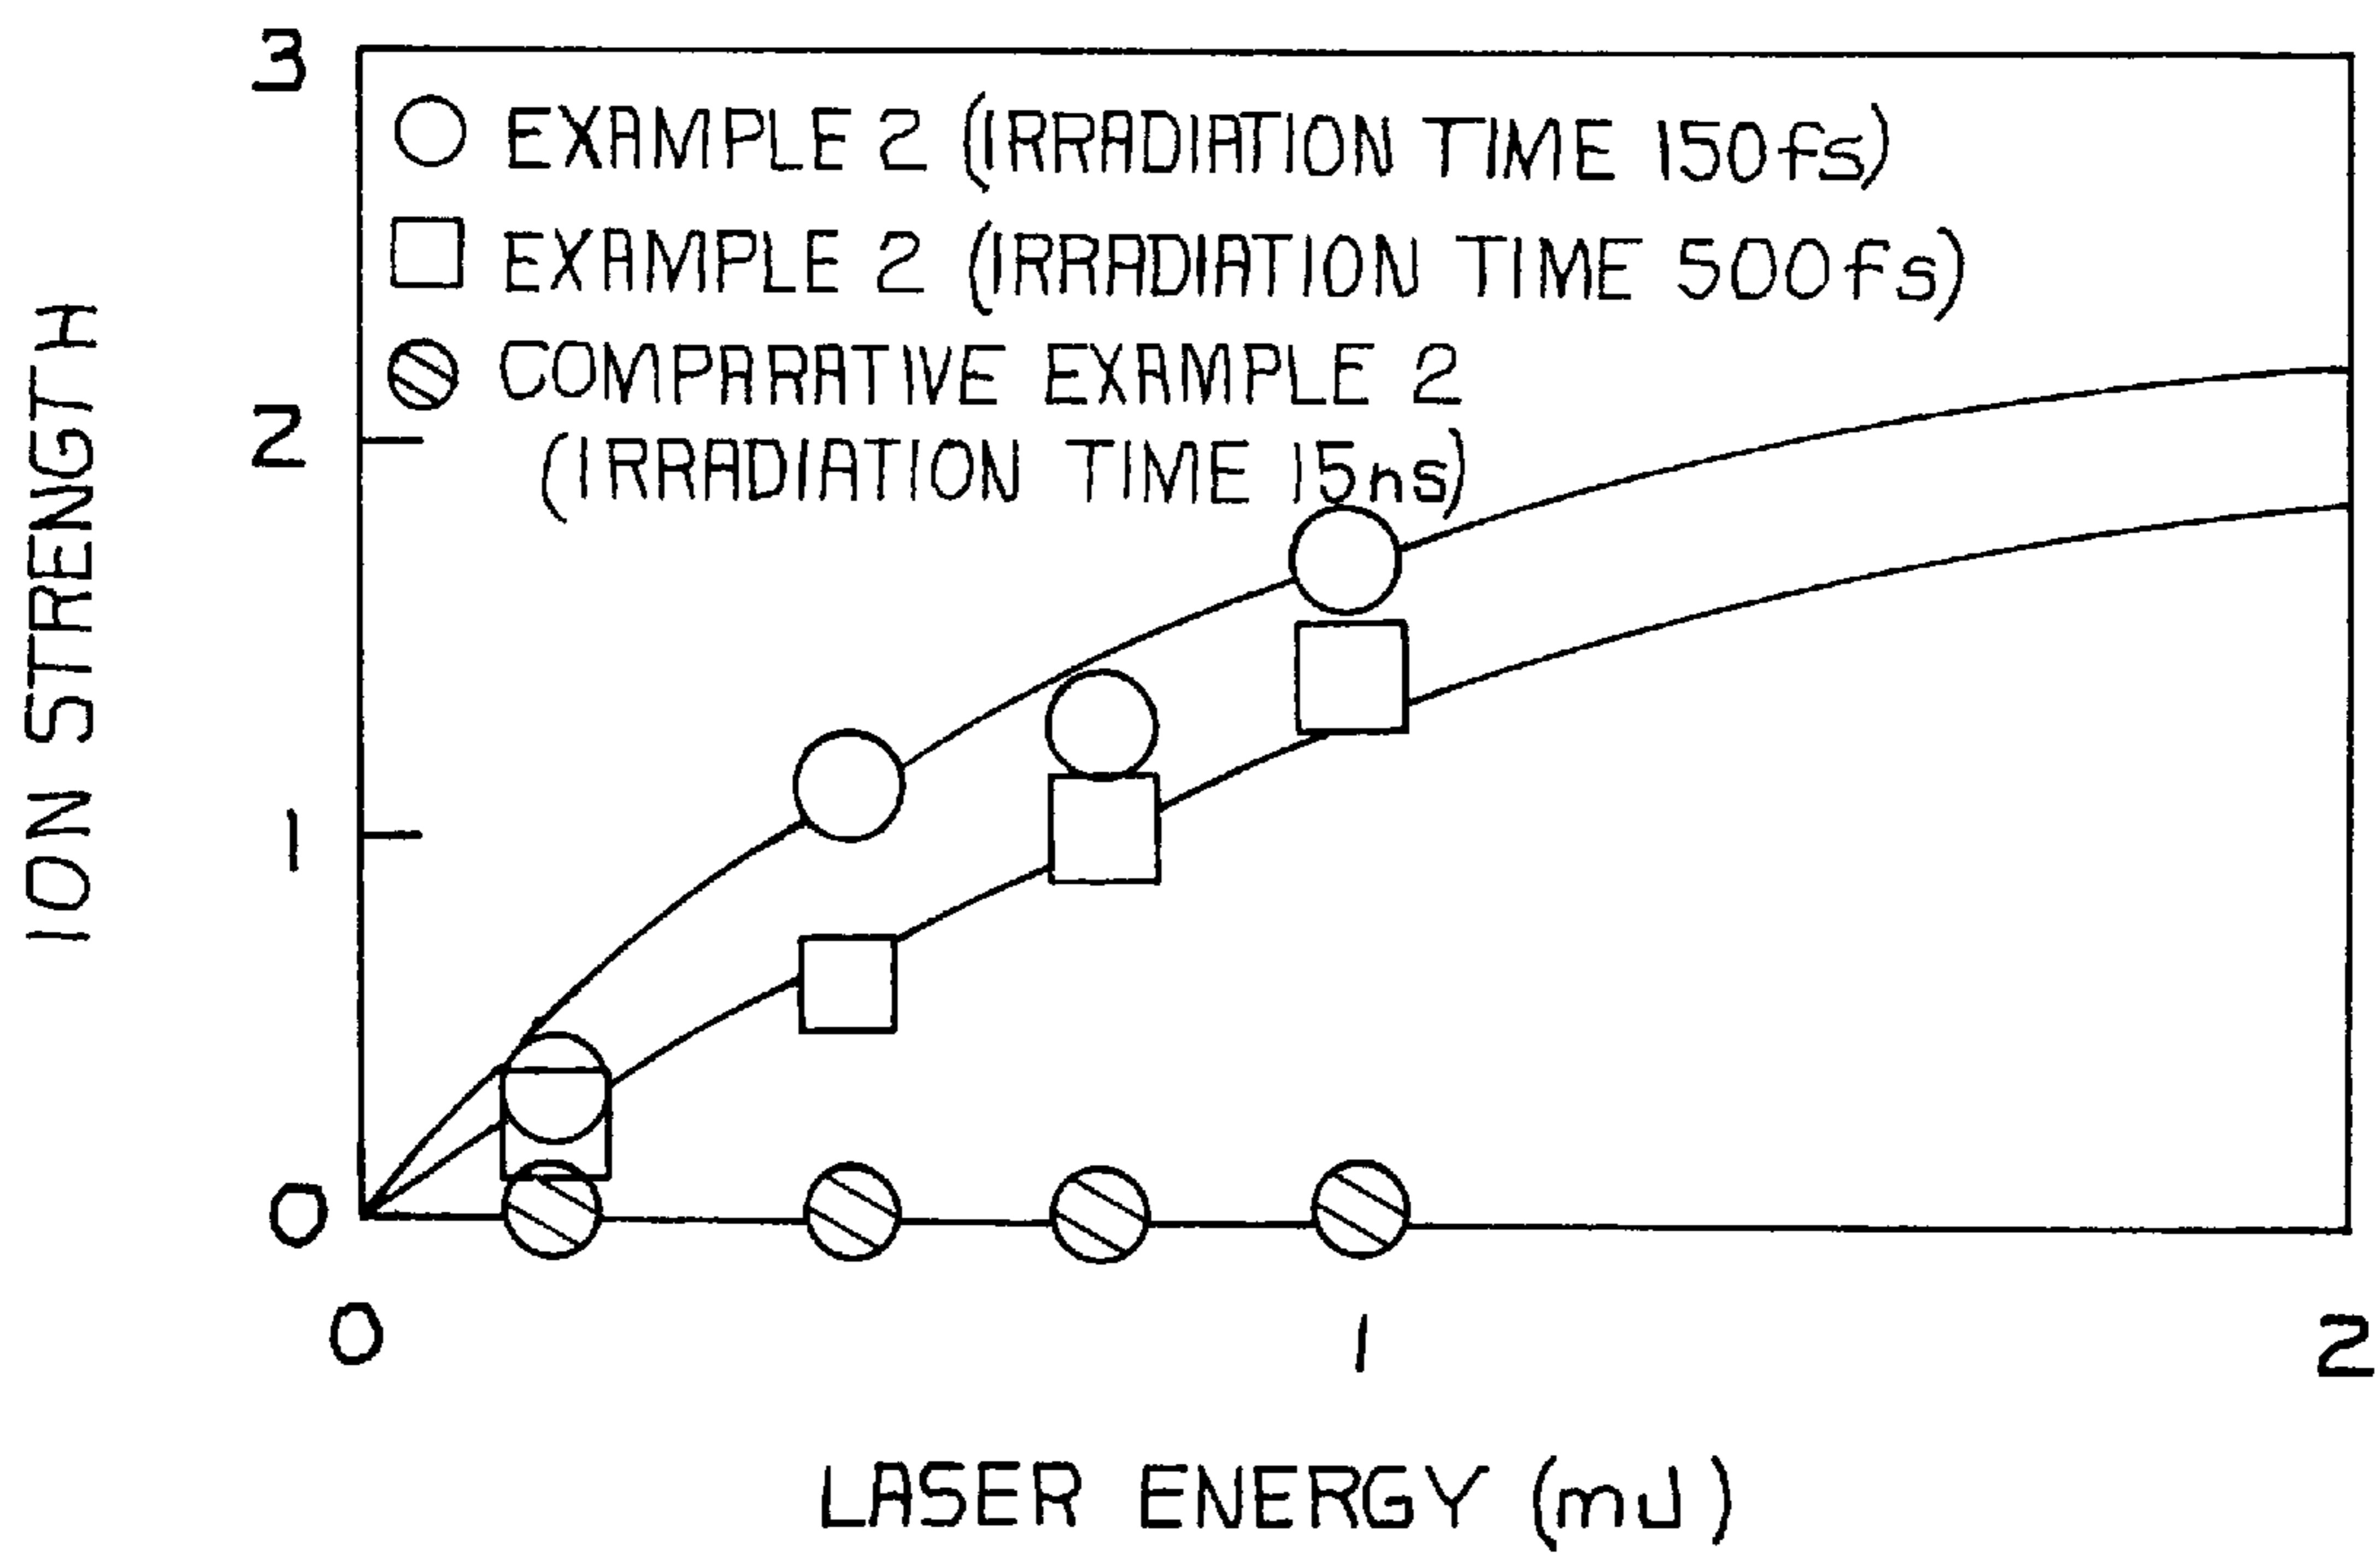 3
EXAMPLE 2 (IRRADIATION TIME 150fs)
EXAMPLE 2 (IRRADIATION TIME 500fs)
COMPARATIVE EXAMPLE 2
(IRRADIATION TIME 15ns)
2
1
0
ION STRENGTH
0 1 2
LASER ENERGY (mJ)